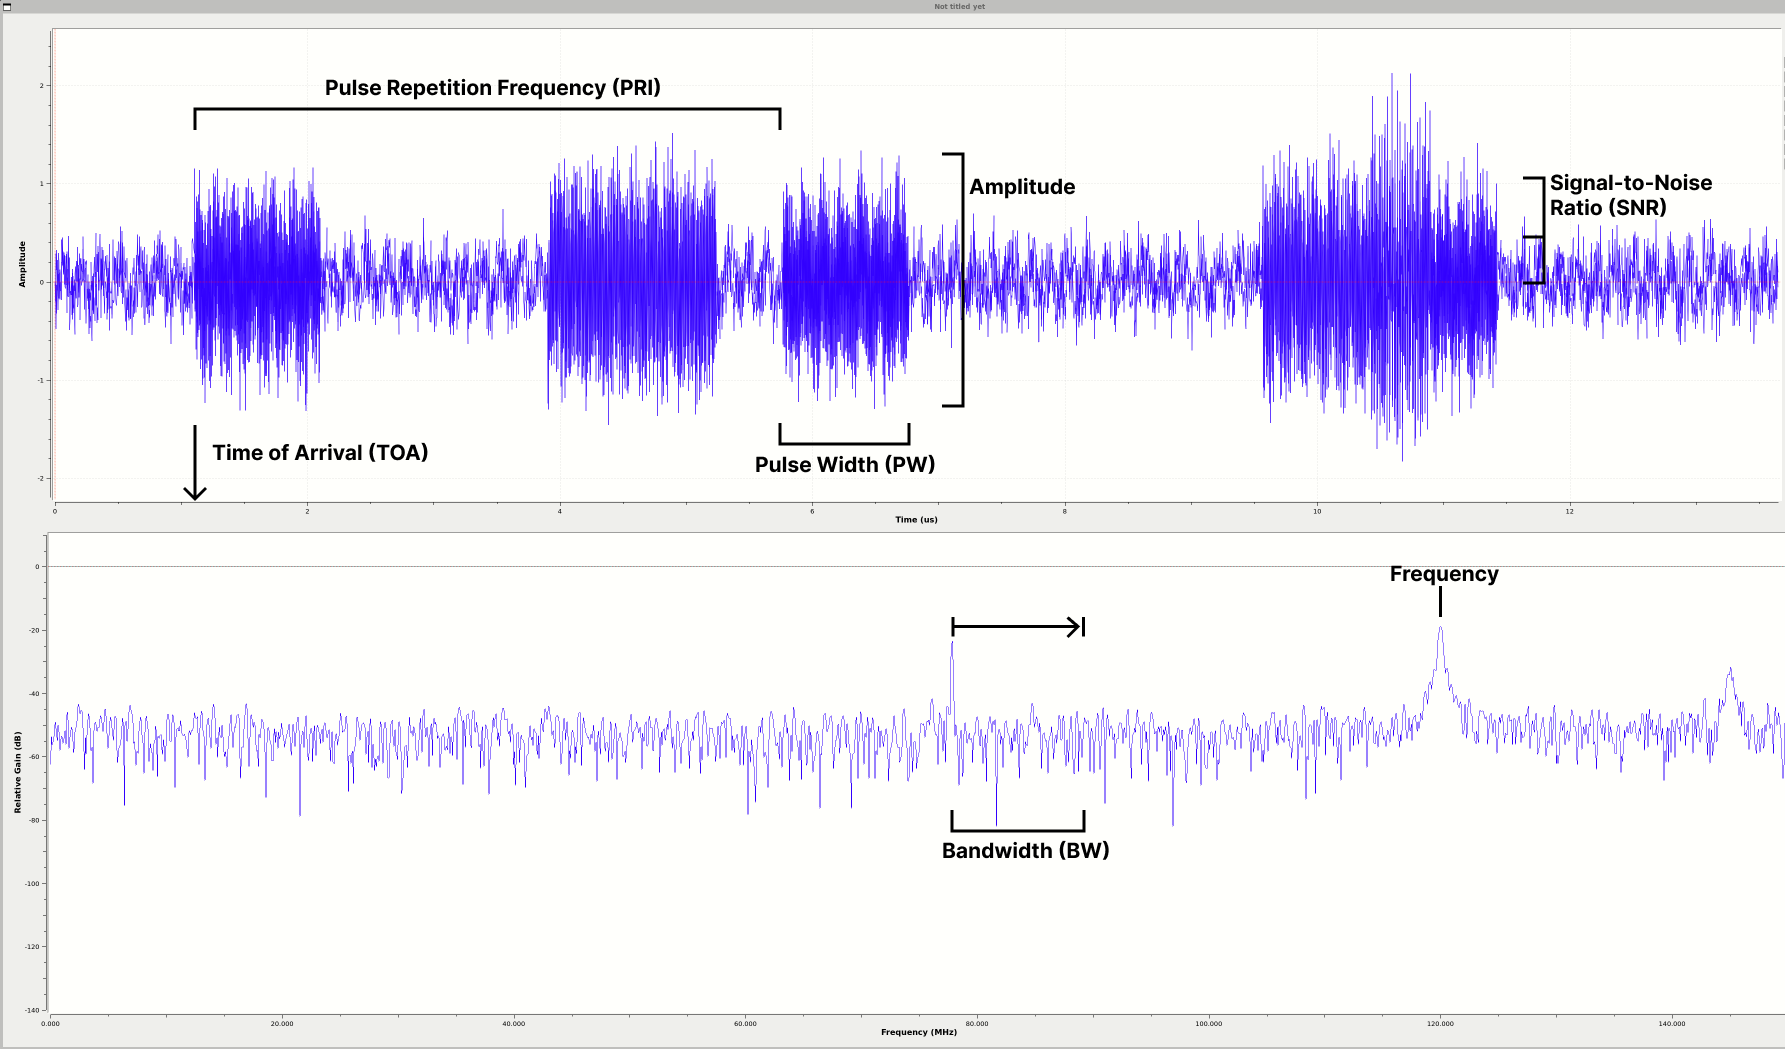 Not titled yet
Pulse Repetition Frequency (PRI)
Amplitude
Signal-to-Noise
Ratio (SNR)
Time of Arrival (TOA)
Pulse Width (PW)
Amplitude
2
1
0
-1
-2
0
2
4
6
8
10
12
Time (us)
Frequency
Bandwidth (BW)
Relative Gain (dB)
0
-20
-40
-60
-80
-100
-120
-140
0.000
20.000
40.000
60.000
80.000
100.000
120.000
140.000
Frequency (MHz)